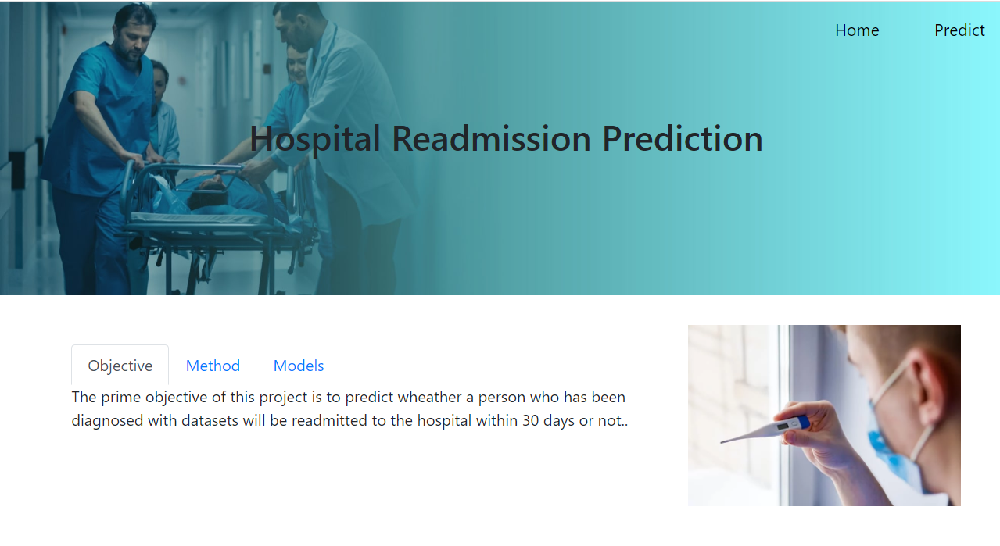 Home Predict
Hospital Readmission Prediction
Objective Method Models
The prime objective of this project is to predict wheather a person who has been
diagnosed with datasets will be readmitted to the hospital within 30 days or not..